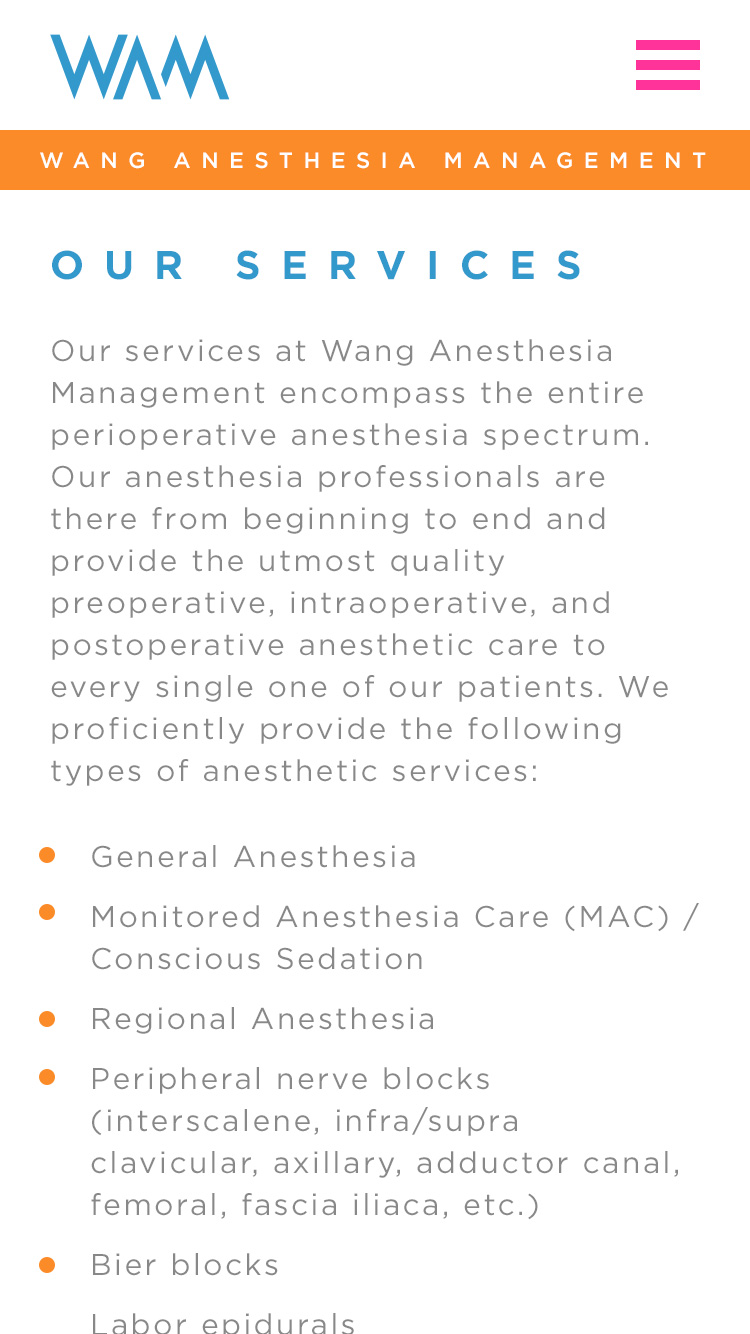 WAM
WANG ANESTHESIA MANAGEMENT
OUR SERVICES
Our services at Wang Anesthesia
Management encompass the entire
perioperative anesthesia spectrum.
Our anesthesia professionals are
there from beginning to end and
provide the utmost quality
preoperative, intraoperative, and
postoperative anesthetic care to
every single one of our patients. We
proficiently provide the following
types of anesthetic services:
General Anesthesia
Monitored Anesthesia Care (MAC) /
Conscious Sedation
Regional Anesthesia
Peripheral nerve blocks
(interscalene, infra/supra
clavicular, axillary, adductor canal,
femoral, fascia iliaca, etc.)
Bier blocks
Labor epidurals